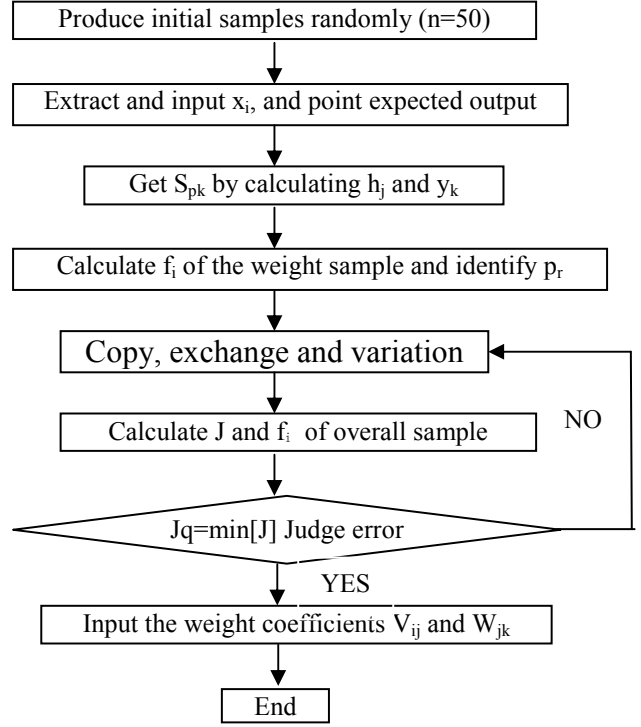 Produce initial samples randomly (n=50)
Extract and input xᵢ, and point expected output
Get Sₚₖ by calculating hⱼ and yₖ
Calculate fᵢ of the weight sample and identify pᵣ
Copy, exchange and variation
Calculate J and fᵢ of overall sample
NO
Jq=min[J] Judge error
YES
Input the weight coefficients Vᵢⱼ and Wⱼₖ
End